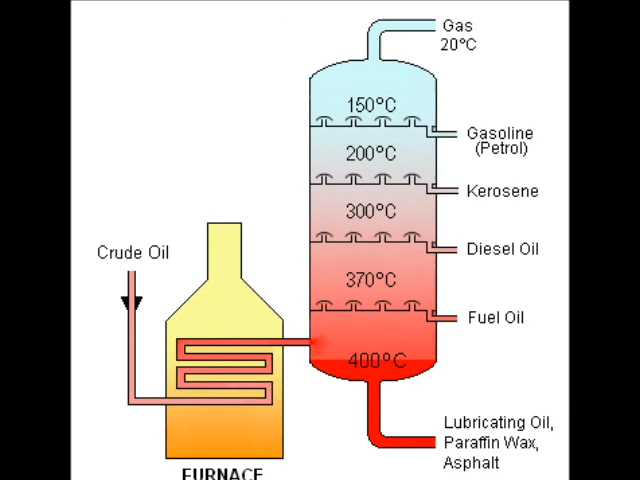 Gas
20°C
150°C
Gasoline
(Petrol)
200°C
Kerosene
300°C
Crude Oil
Diesel Oil
370°C
Fuel Oil
400°C
Lubricating Oil,
Paraffin Wax,
Asphalt
FURNACE